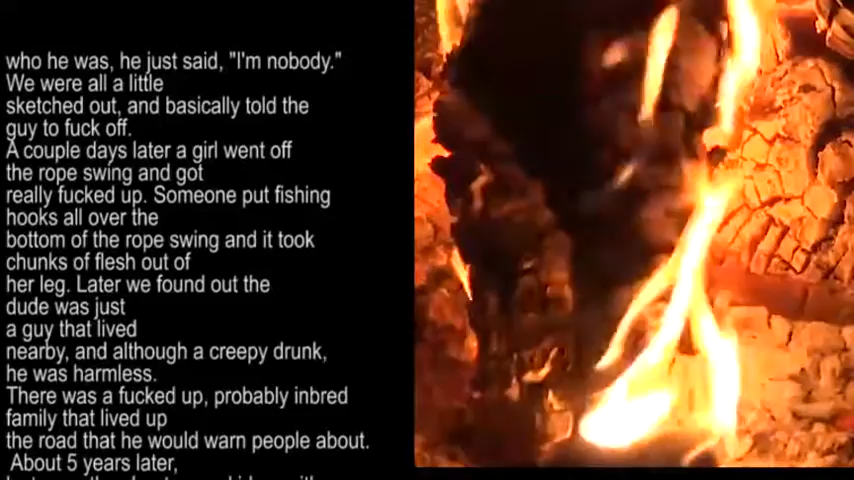 who he was, he just said, "I'm nobody."
We were all a little
sketched out, and basically told the
guy to fuck off.
A couple days later a girl went off
the rope swing and got
really fucked up. Someone put fishing
hooks all over the
bottom of the rope swing and it took
chunks of flesh out of
her leg. Later we found out the
dude was just
a guy that lived
nearby, and although a creepy drunk,
he was harmless.
There was a fucked up, probably inbred
family that lived up
the road that he would warn people about.
About 5 years later,